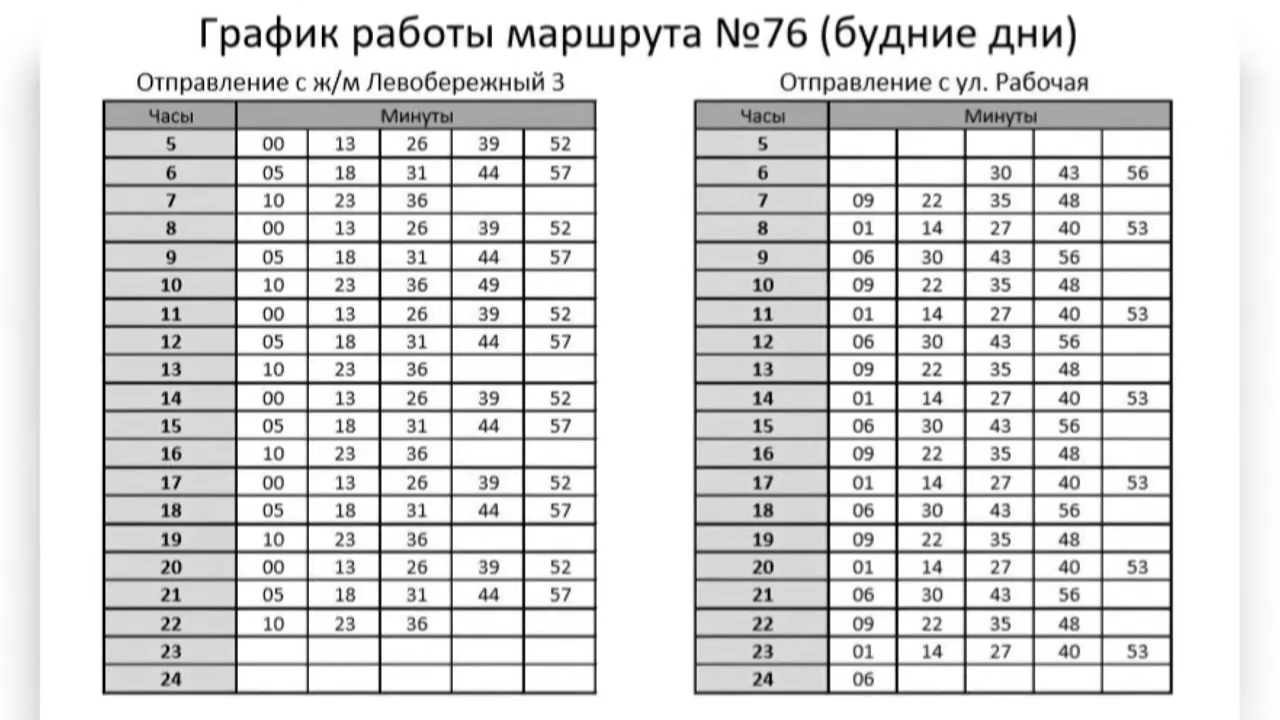 График работы маршрута №76 (будние дни)
Отправление с ж/м Левобережный 3
Часы Минуты
5 00 13 26 39 52
6 05 18 31 44 57
7 10 23 36
8 00 13 26 39 52
9 05 18 31 44 57
10 10 23 36 49
11 00 13 26 39 52
12 05 18 31 44 57
13 10 23 36
14 00 13 26 39 52
15 05 18 31 44 57
16 10 23 36
17 00 13 26 39 52
18 05 18 31 44 57
19 10 23 36
20 00 13 26 39 52
21 05 18 31 44 57
22 10 23 36
23
24
Отправление с ул. Рабочая
Часы Минуты
5
6 30 43 56
7 09 22 35 48
8 01 14 27 40 53
9 06 30 43 56
10 09 22 35 48
11 01 14 27 40 53
12 06 30 43 56
13 09 22 35 48
14 01 14 27 40 53
15 06 30 43 56
16 09 22 35 48
17 01 14 27 40 53
18 06 30 43 56
19 09 22 35 48
20 01 14 27 40 53
21 06 30 43 56
22 09 22 35 48
23 01 14 27 40 53
24 06